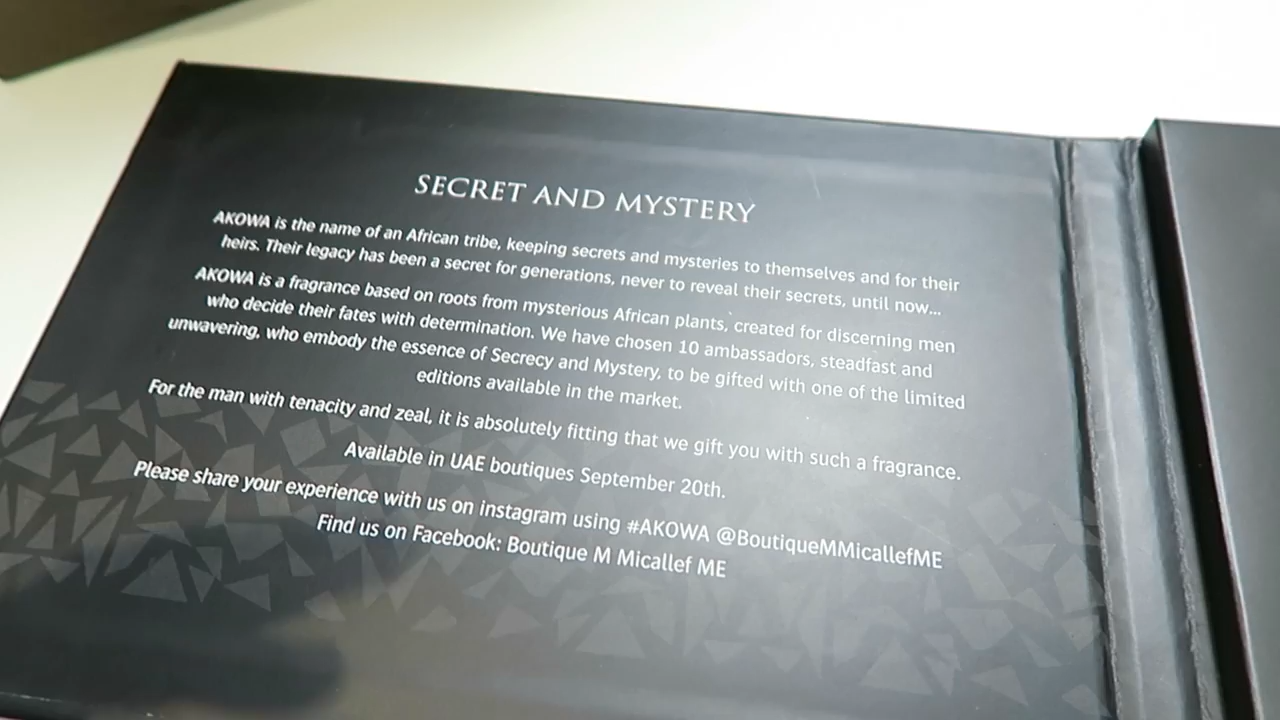 SECRET AND MYSTERY
AKOWA is the name of an African tribe, keeping secrets and mysteries to themselves and for their
heirs. Their legacy has been a secret for generations, never to reveal their secrets, until now...
AKOWA is a fragrance based on roots from mysterious African plants, created for discerning men
who decide their fates with determination. We have chosen 10 ambassadors, steadfast and
unwavering, who embody the essence of Secrecy and Mystery, to be gifted with one of the limited
editions available in the market.
For the man with tenacity and zeal, it is absolutely fitting that we gift you with such a fragrance.
Available in UAE boutiques September 20th.
Please share your experience with us on instagram using #AKOWA @BoutiqueMMicallefME
Find us on Facebook: Boutique M Micallef ME